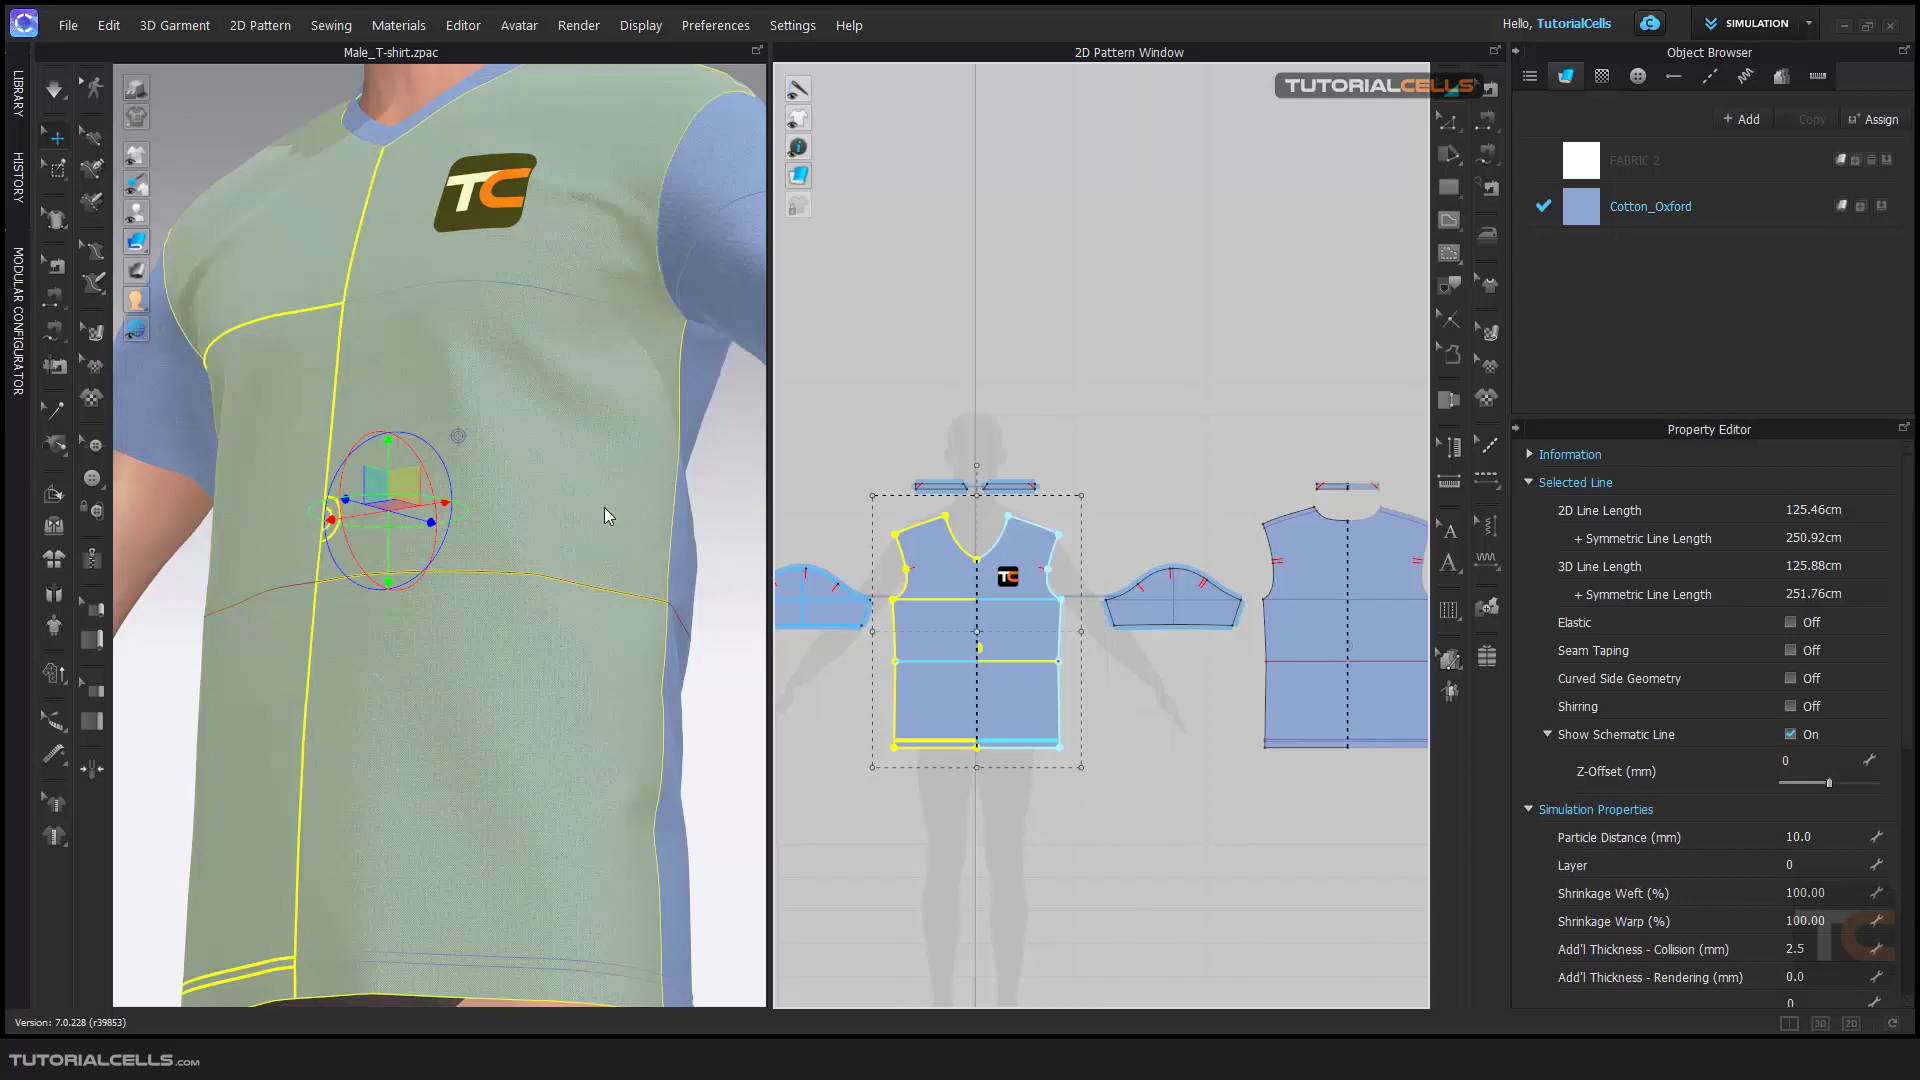 File Edit 3D Garment 2D Pattern Sewing Materials Editor Avatar Render Display Preferences Settings Help
Hello, TutorialCells
SIMULATION
Male_T-shirt.zpac
2D Pattern Window
Object Browser
LIBRARY
HISTORY
MODULAR CONFIGURATOR
TUTORIALCELLS
+ Add Copy Assign
FABRIC 2
Cotton_Oxford
TC
TC
Property Editor
Information
Selected Line
2D Line Length 125.46cm
+ Symmetric Line Length 250.92cm
3D Line Length 125.88cm
+ Symmetric Line Length 251.76cm
Elastic Off
Seam Taping Off
Curved Side Geometry Off
Shirring Off
Show Schematic Line On
Z-Offset (mm) 0
Simulation Properties
Particle Distance (mm) 10.0
Layer 0
Shrinkage Weft (%) 100.00
Shrinkage Warp (%) 100.00
Add'l Thickness - Collision (mm) 2.5
Add'l Thickness - Rendering (mm) 0.0
0
TC
Version: 7.0.228 (r39853)
3D 2D
TUTORIALCELLS.com